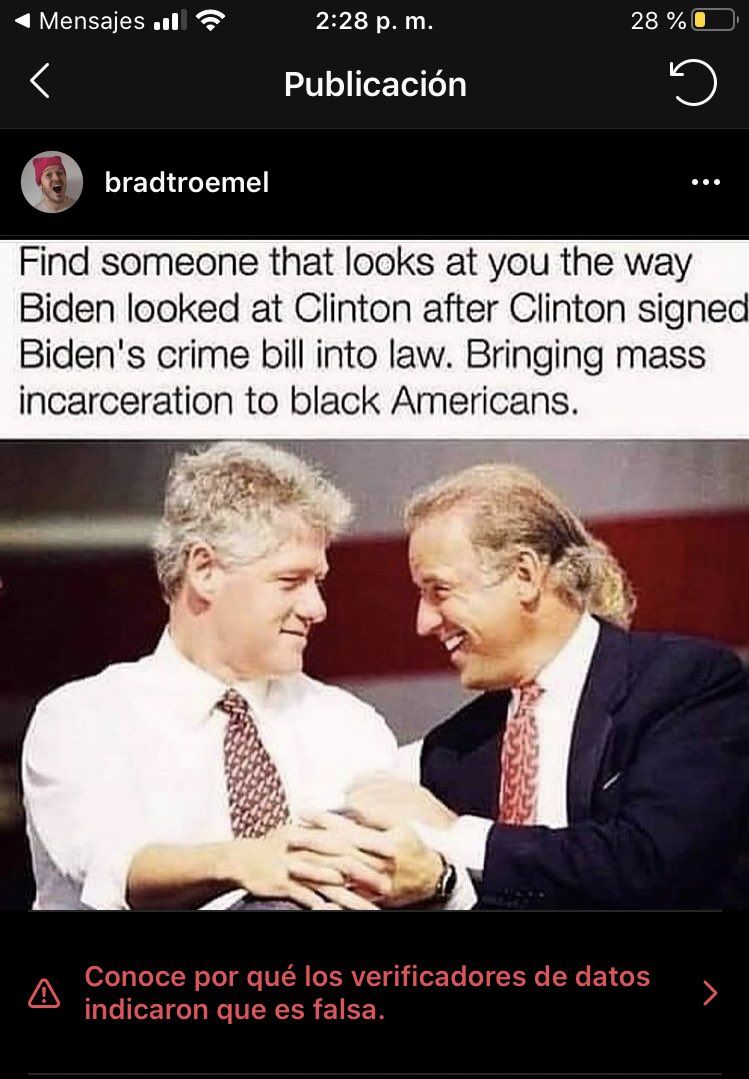 Mensajes
2:28 p. m.
28 %
Publicación
bradtroemel
Find someone that looks at you the way
Biden looked at Clinton after Clinton signed
Biden's crime bill into law. Bringing mass
incarceration to black Americans.
Conoce por qué los verificadores de datos
indicaron que es falsa.